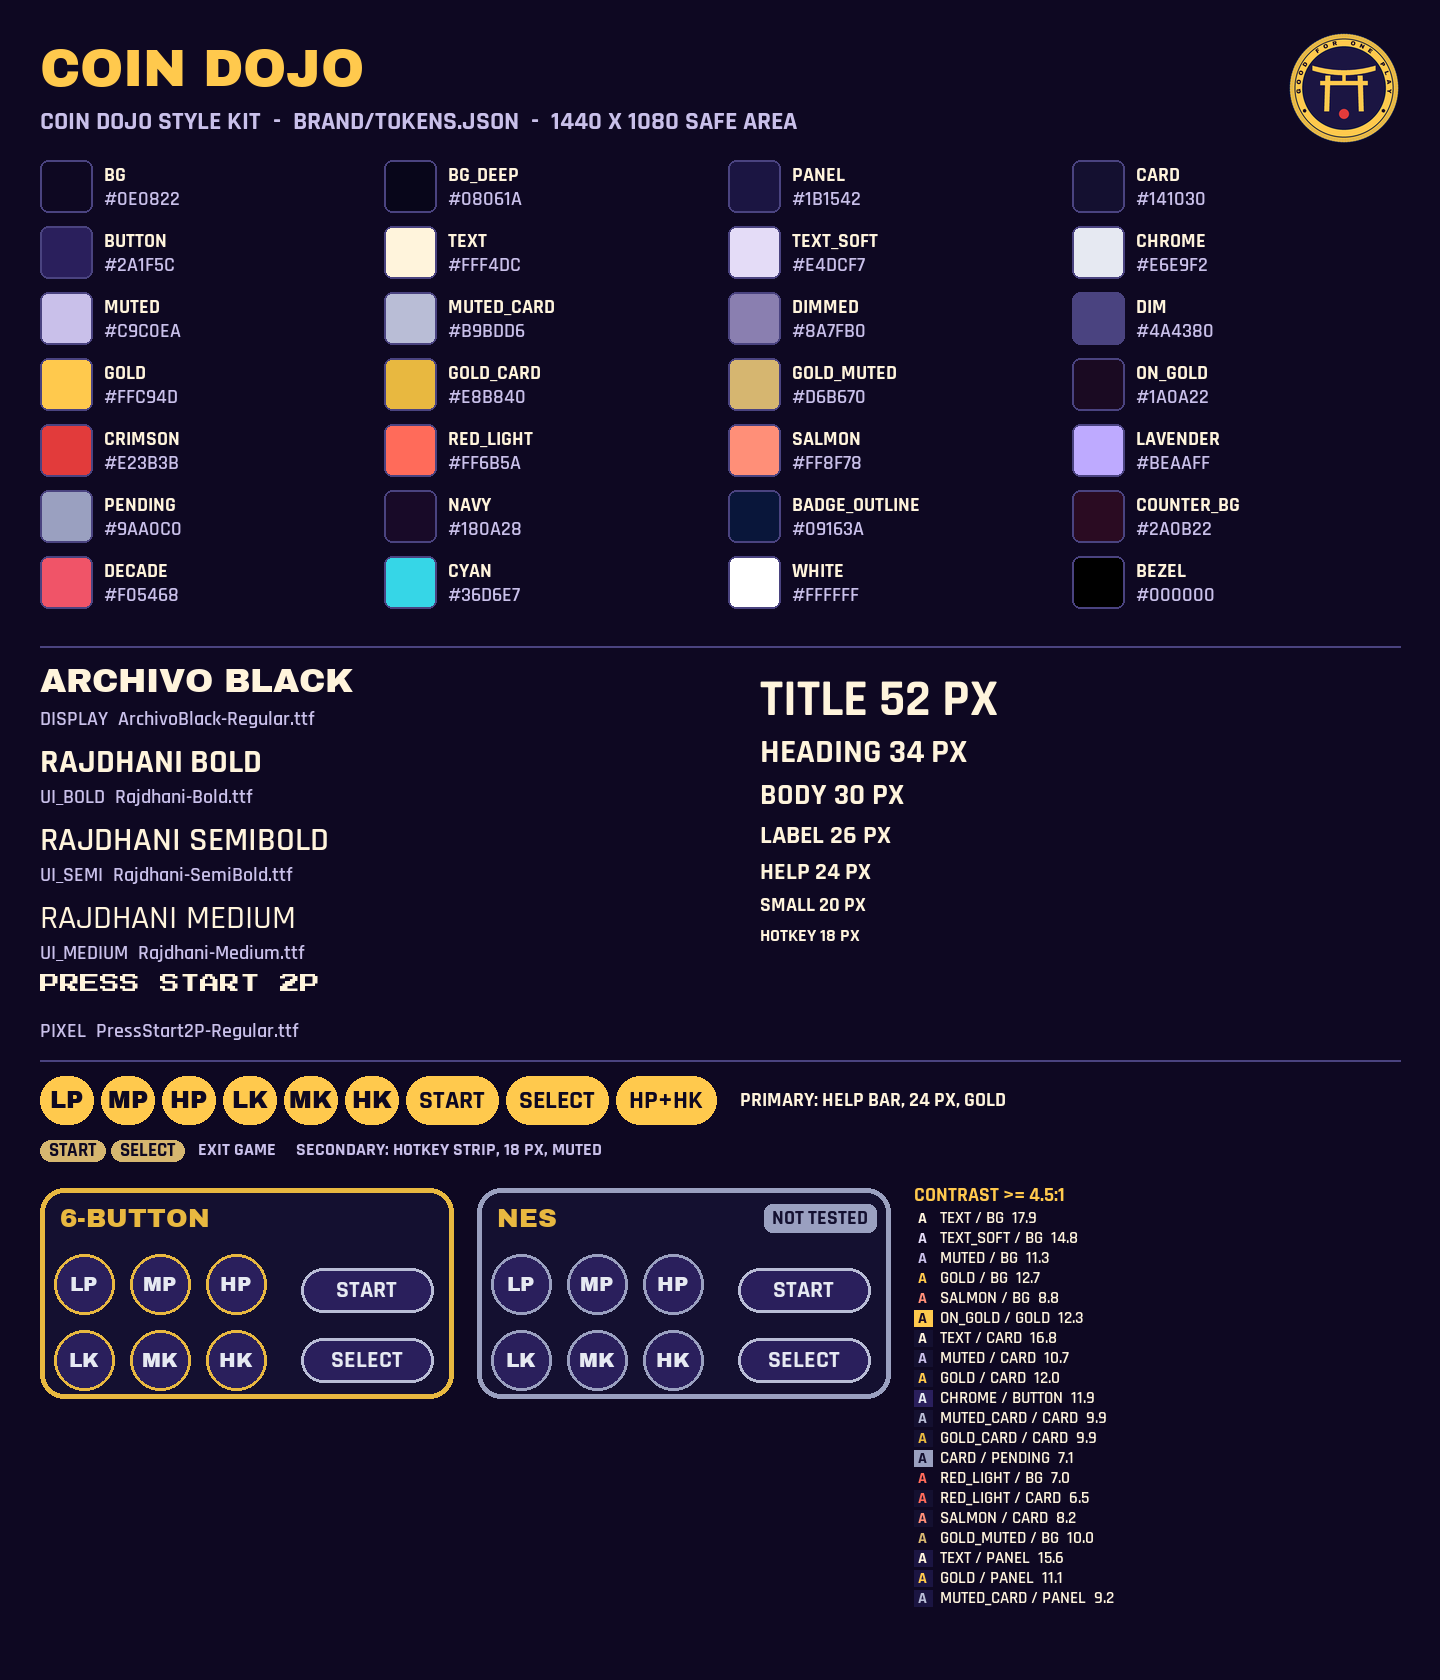 COIN DOJO
GOOD FOR ONE PLAY
COIN DOJO STYLE KIT - BRAND/TOKENS.JSON - 1440 X 1080 SAFE AREA
BG
#0E0822
BG_DEEP
#08061A
PANEL
#1B1542
CARD
#141030
BUTTON
#2A1F5C
TEXT
#FFF4DC
TEXT_SOFT
#E4DCF7
CHROME
#E6E9F2
MUTED
#C9C0EA
MUTED_CARD
#B9BDD6
DIMMED
#8A7FB0
DIM
#4A4380
GOLD
#FFC94D
GOLD_CARD
#E8B840
GOLD_MUTED
#D6B670
ON_GOLD
#1A0A22
CRIMSON
#E23B3B
RED_LIGHT
#FF6B5A
SALMON
#FF8F78
LAVENDER
#BEAAFF
PENDING
#9AA0C0
NAVY
#180A28
BADGE_OUTLINE
#09163A
COUNTER_BG
#2A0B22
DECADE
#F05468
CYAN
#36D6E7
WHITE
#FFFFFF
BEZEL
#000000
ARCHIVO BLACK
DISPLAY ArchivoBlack-Regular.ttf
RAJDHANI BOLD
UI_BOLD Rajdhani-Bold.ttf
RAJDHANI SEMIBOLD
UI_SEMI Rajdhani-SemiBold.ttf
RAJDHANI MEDIUM
UI_MEDIUM Rajdhani-Medium.ttf
PRESS START 2P
PIXEL PressStart2P-Regular.ttf
TITLE 52 PX
HEADING 34 PX
BODY 30 PX
LABEL 26 PX
HELP 24 PX
SMALL 20 PX
HOTKEY 18 PX
LP MP HP LK MK HK START SELECT HP+HK PRIMARY: HELP BAR, 24 PX, GOLD
START SELECT EXIT GAME SECONDARY: HOTKEY STRIP, 18 PX, MUTED
6-BUTTON
LP MP HP START
LK MK HK SELECT
NES NOT TESTED
LP MP HP START
LK MK HK SELECT
CONTRAST >= 4.5:1
A TEXT / BG 17.9
A TEXT_SOFT / BG 14.8
A MUTED / BG 11.3
A GOLD / BG 12.7
A SALMON / BG 8.8
A ON_GOLD / GOLD 12.3
A TEXT / CARD 16.8
A MUTED / CARD 10.7
A GOLD / CARD 12.0
A CHROME / BUTTON 11.9
A MUTED_CARD / CARD 9.9
A GOLD_CARD / CARD 9.9
A CARD / PENDING 7.1
A RED_LIGHT / BG 7.0
A RED_LIGHT / CARD 6.5
A SALMON / CARD 8.2
A GOLD_MUTED / BG 10.0
A TEXT / PANEL 15.6
A GOLD / PANEL 11.1
A MUTED_CARD / PANEL 9.2